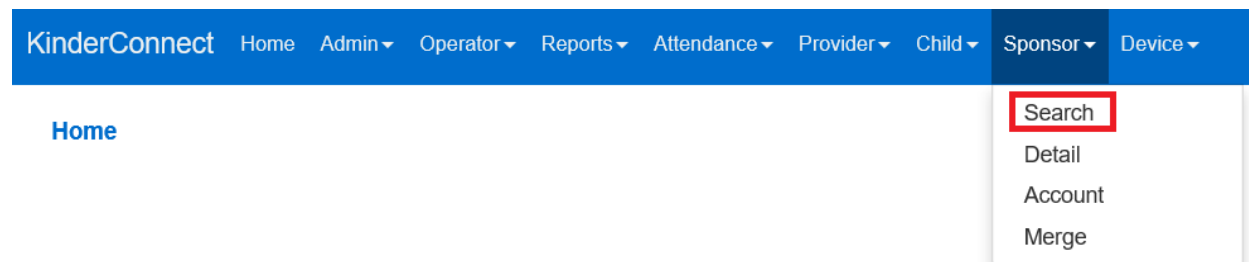 KinderConnect Home Admin Operator Reports Attendance Provider Child Sponsor Device
Home
Search
Detail
Account
Merge